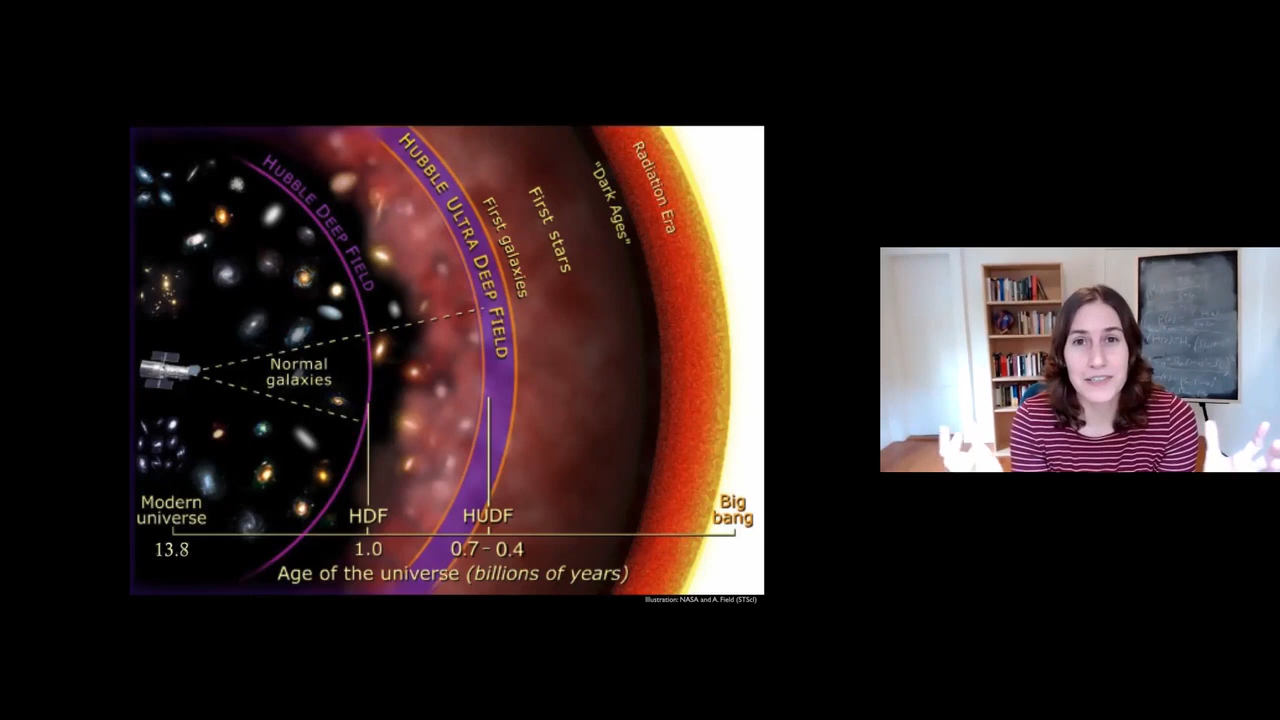 HUBBLE DEEP FIELD
HUBBLE ULTRA DEEP FIELD
First galaxies
First stars
"Dark Ages"
Radiation Era
Normal
galaxies
Modern
universe
HDF
HUDF
Big
bang
13.8
1.0
0.7 - 0.4
Age of the universe (billions of years)
Illustration: NASA and A. Field (STScI)